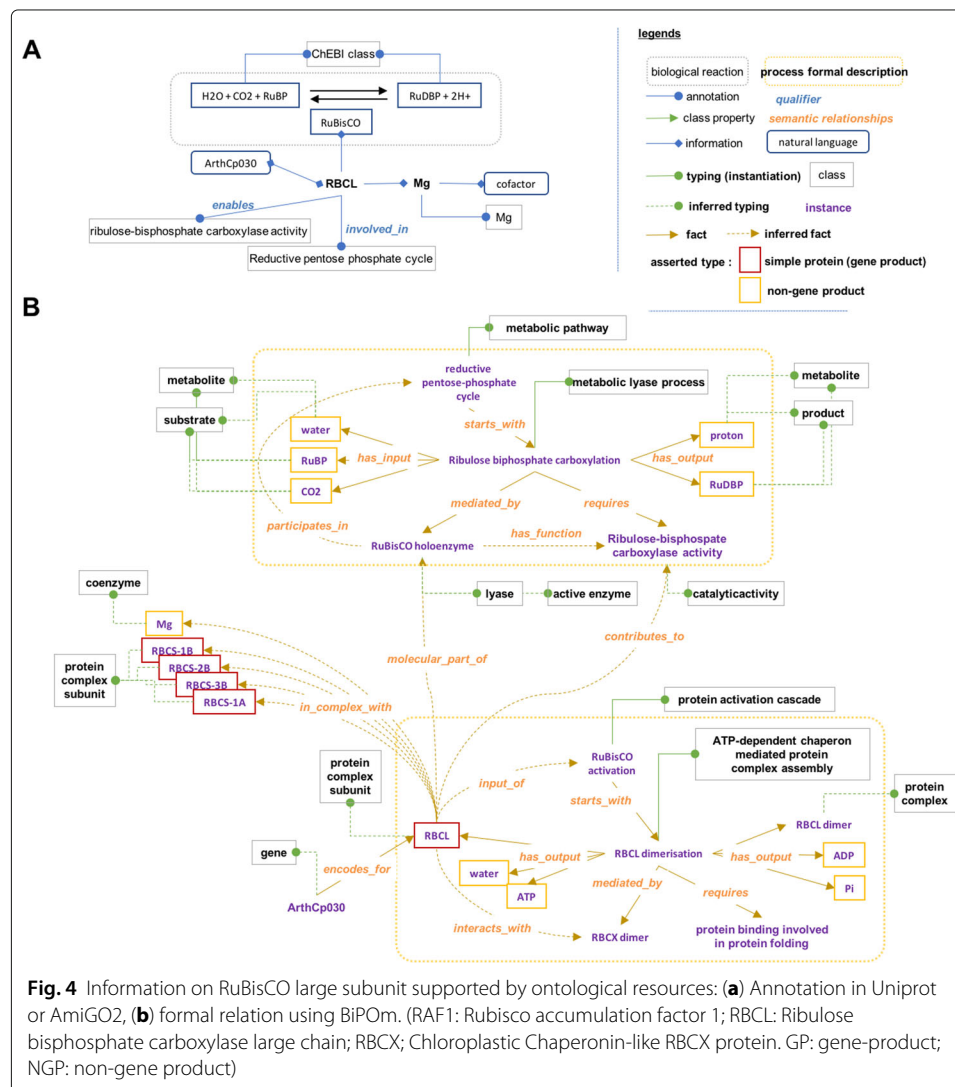 A
ChEBI class
H2O + CO2 + RuBP
RuDBP + 2H+
RuBisCO
ArthCp030
RBCL
Mg
cofactor
enables
Mg
ribulose-bisphosphate carboxylase activity
involved_in
Reductive pentose phosphate cycle
legends
biological reaction
process formal description
annotation
qualifier
class property
semantic relationships
information
natural language
typing (instantiation)
class
inferred typing
instance
fact
inferred fact
asserted type :
simple protein (gene product)
non-gene product
B
metabolic pathway
metabolite
reductive
pentose-phosphate
cycle
metabolic lyase process
metabolite
substrate
product
water
starts_with
proton
RuBP
has_input
Ribulose biphosphate carboxylation
has_output
CO2
RuDBP
mediated_by
requires
participates_in
has_function
RuBisCO holoenzyme
Ribulose-bisphospate
carboxylase activity
coenzyme
lyase
active enzyme
catalyticactivity
Mg
contributes_to
RBCS-1B
molecular_part_of
protein
complex
subunit
RBCS-2B
RBCS-3B
RBCS-1A
in_complex_with
protein activation cascade
ATP-dependent chaperon
mediated protein
complex assembly
protein
complex
subunit
RuBisCO
activation
input_of
protein
complex
starts_with
RBCL
RBCL dimer
gene
encodes_for
has_output
RBCL dimerisation
has_output
ADP
water
mediated_by
ATP
requires
Pi
ArthCp030
interacts_with
RBCX dimer
protein binding involved
in protein folding
Fig. 4 Information on RuBisCO large subunit supported by ontological resources: (a) Annotation in Uniprot
or AmiGO2, (b) formal relation using BiPOm. (RAF1: Rubisco accumulation factor 1; RBCL: Ribulose
bisphosphate carboxylase large chain; RBCX; Chloroplastic Chaperonin-like RBCX protein. GP: gene-product;
NGP: non-gene product)